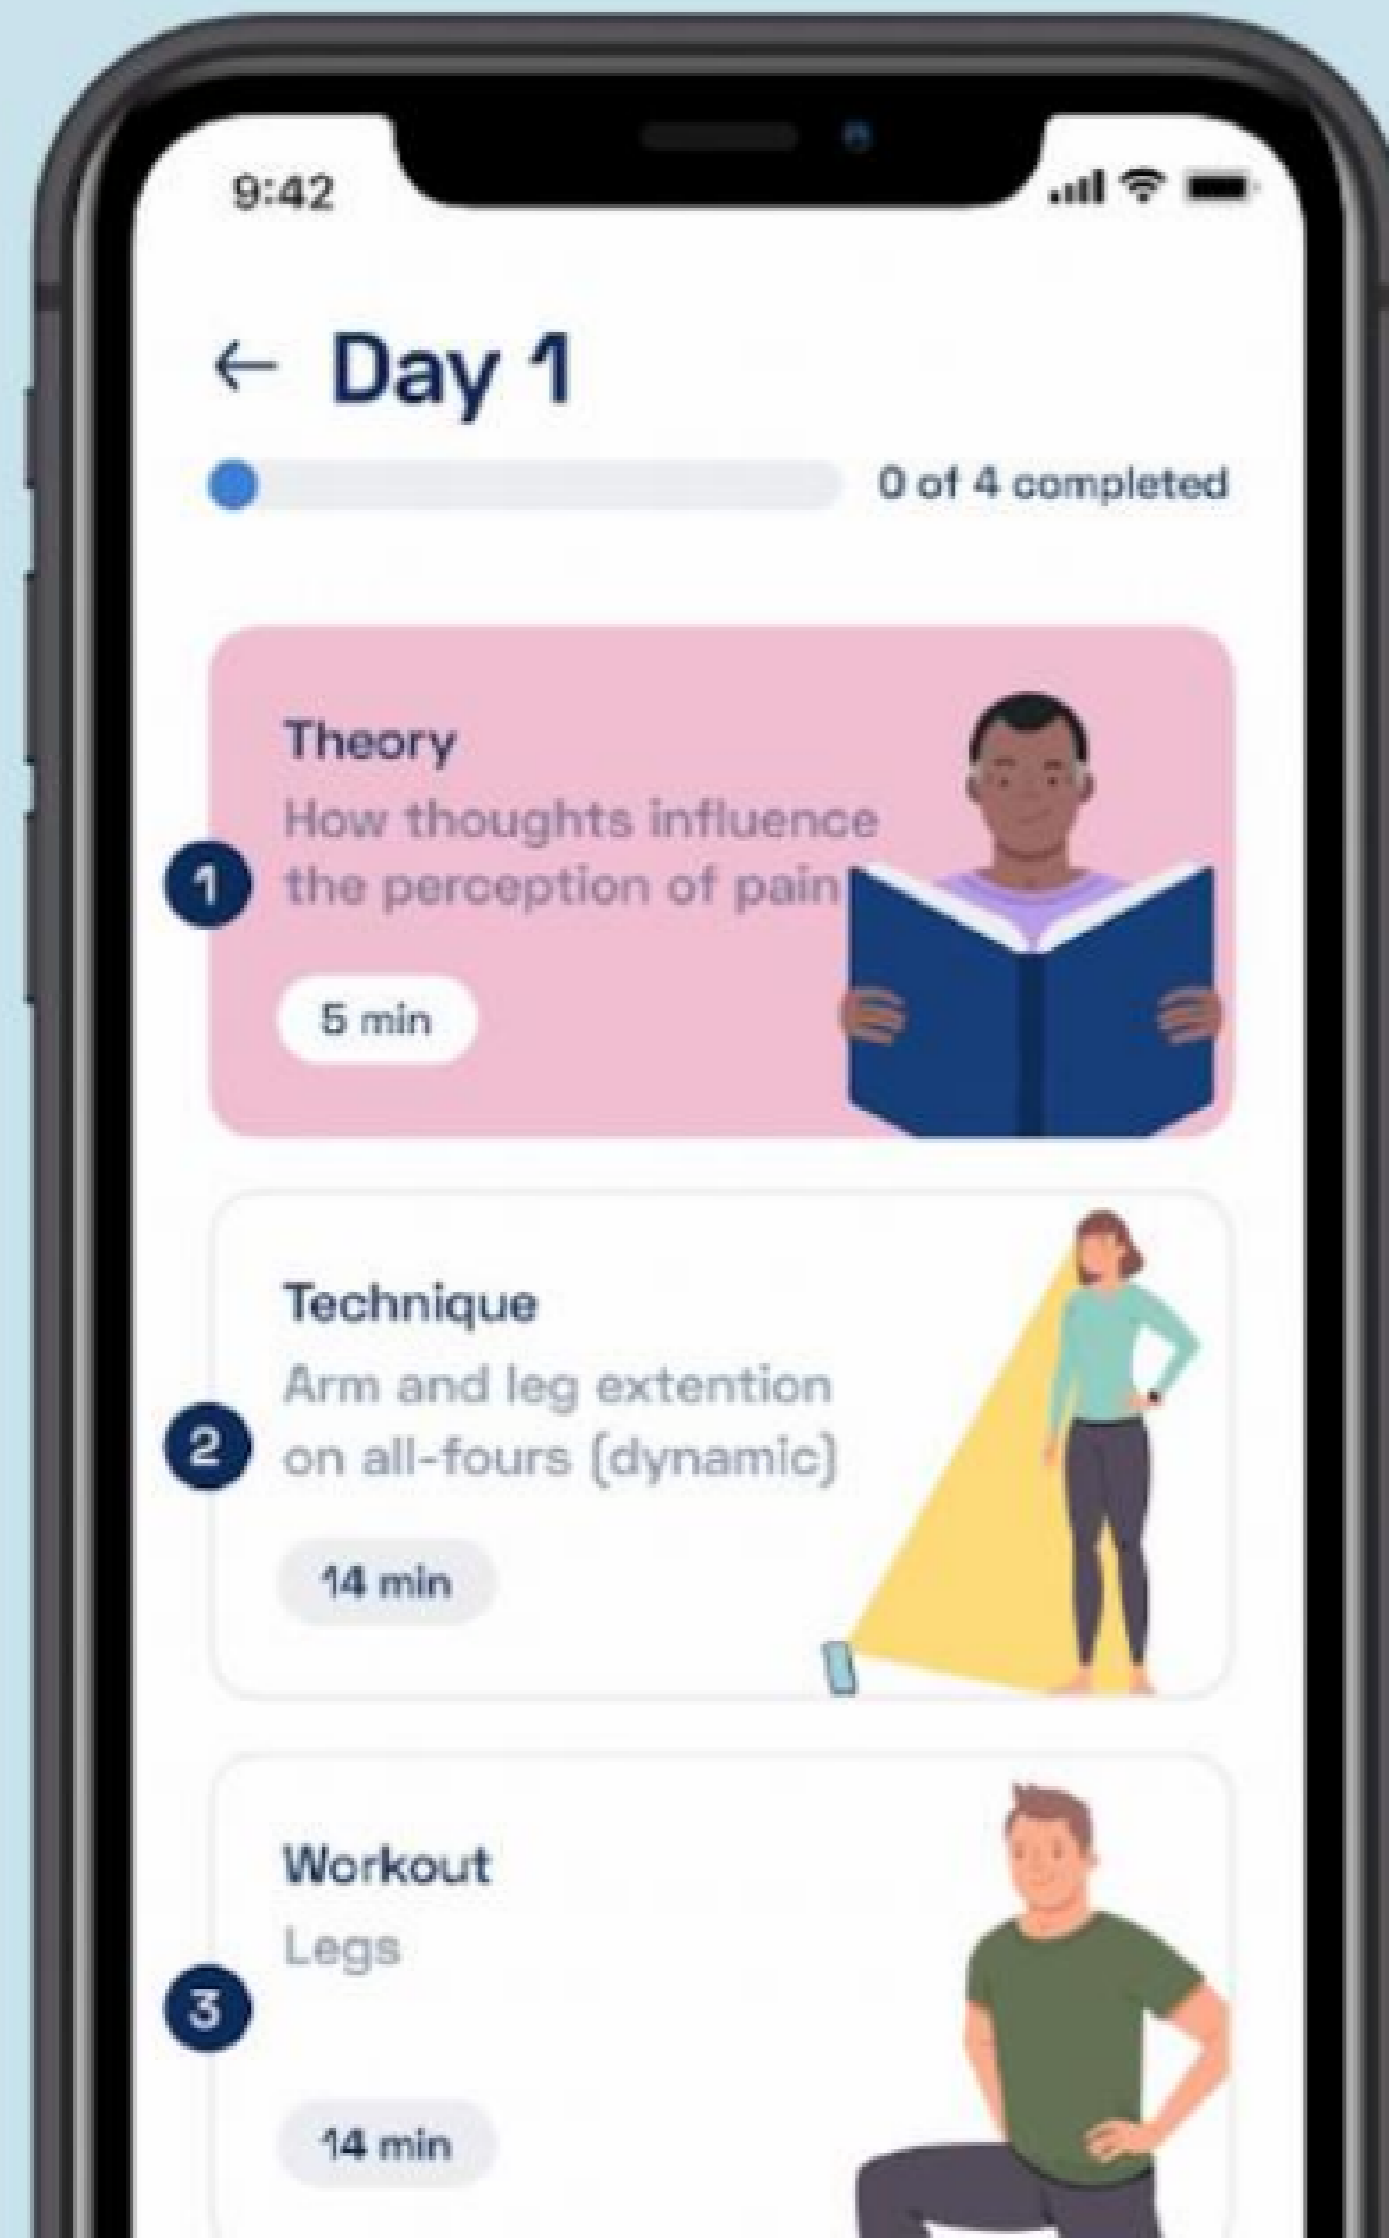 9:42
Day 1
0 of 4 completed
Theory
How thoughts influence
the perception of pain
1
5 min
Technique
Arm and leg extention
on all-fours (dynamic)
2
14 min
Workout
Legs
3
14 min